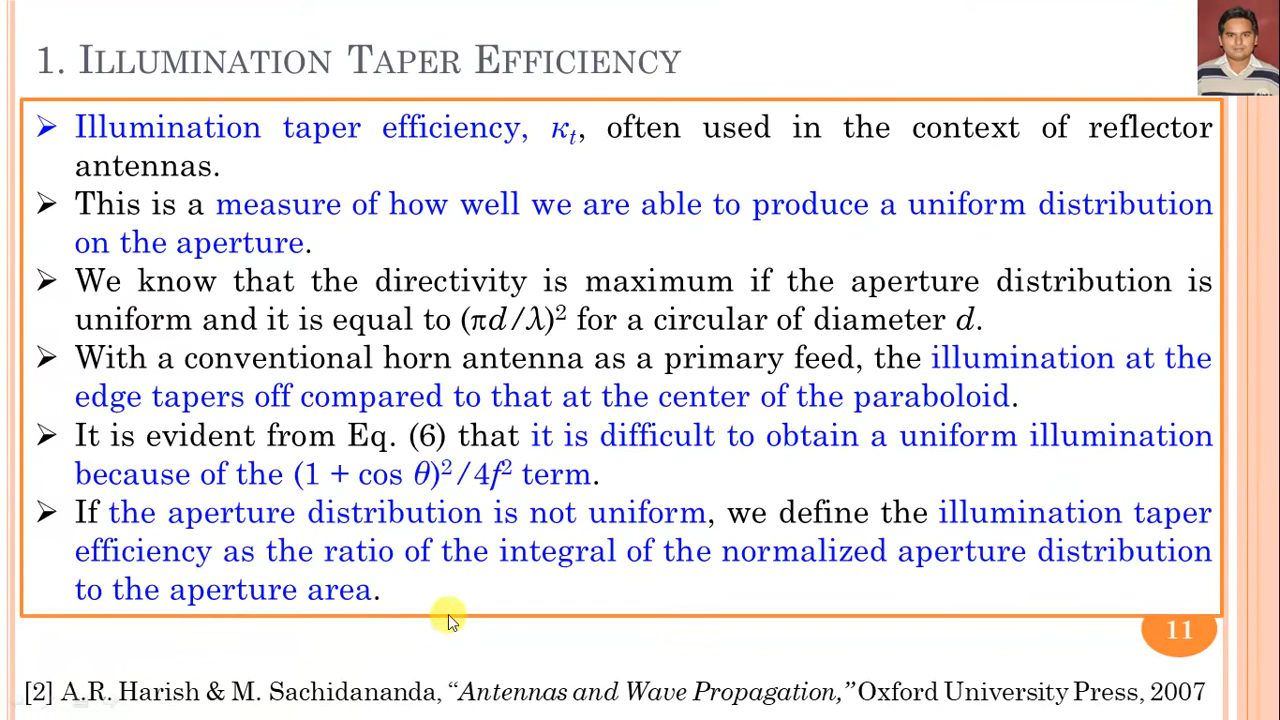 1. ILLUMINATION TAPER EFFICIENCY
➢ Illumination taper efficiency, κt, often used in the context of reflector
antennas.
➢ This is a measure of how well we are able to produce a uniform distribution
on the aperture.
➢ We know that the directivity is maximum if the aperture distribution is
uniform and it is equal to (πd/λ)² for a circular of diameter d.
➢ With a conventional horn antenna as a primary feed, the illumination at the
edge tapers off compared to that at the center of the paraboloid.
➢ It is evident from Eq. (6) that it is difficult to obtain a uniform illumination
because of the (1 + cos θ)²/4f² term.
➢ If the aperture distribution is not uniform, we define the illumination taper
efficiency as the ratio of the integral of the normalized aperture distribution
to the aperture area.
11
[2] A.R. Harish & M. Sachidananda, “Antennas and Wave Propagation,” Oxford University Press, 2007